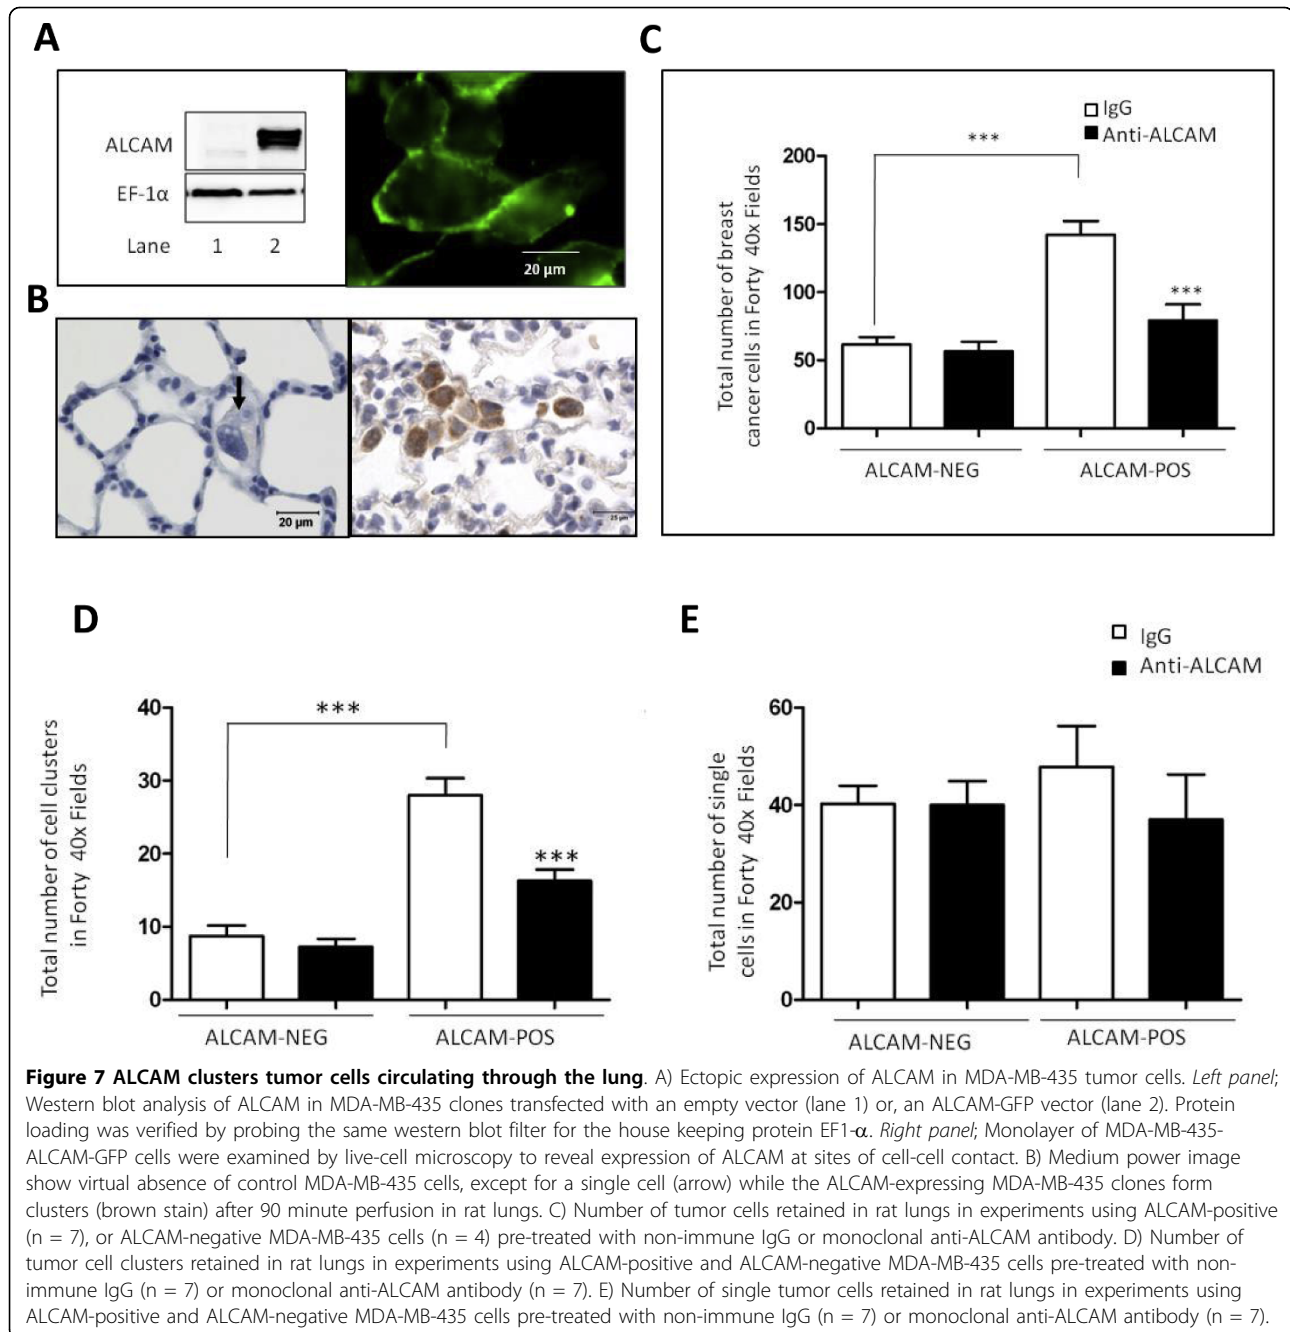 A
ALCAM
EF-1α
Lane 1 2
20 µm
B
20 µm
25 µm
C
IgG
Anti-ALCAM
***
***
Total number of breast
cancer cells in Forty 40x Fields
200
150
100
50
0
ALCAM-NEG
ALCAM-POS
D
***
***
Total number of cell clusters
in Forty 40x Fields
40
30
20
10
0
ALCAM-NEG
ALCAM-POS
E
IgG
Anti-ALCAM
Total number of single
cells in Forty 40x Fields
60
40
20
0
ALCAM-NEG
ALCAM-POS
Figure 7 ALCAM clusters tumor cells circulating through the lung. A) Ectopic expression of ALCAM in MDA-MB-435 tumor cells. Left panel;
Western blot analysis of ALCAM in MDA-MB-435 clones transfected with an empty vector (lane 1) or, an ALCAM-GFP vector (lane 2). Protein
loading was verified by probing the same western blot filter for the house keeping protein EF1-α. Right panel; Monolayer of MDA-MB-435-
ALCAM-GFP cells were examined by live-cell microscopy to reveal expression of ALCAM at sites of cell-cell contact. B) Medium power image
show virtual absence of control MDA-MB-435 cells, except for a single cell (arrow) while the ALCAM-expressing MDA-MB-435 clones form
clusters (brown stain) after 90 minute perfusion in rat lungs. C) Number of tumor cells retained in rat lungs in experiments using ALCAM-positive
(n = 7), or ALCAM-negative MDA-MB-435 cells (n = 4) pre-treated with non-immune IgG or monoclonal anti-ALCAM antibody. D) Number of
tumor cell clusters retained in rat lungs in experiments using ALCAM-positive and ALCAM-negative MDA-MB-435 cells pre-treated with non-
immune IgG (n = 7) or monoclonal anti-ALCAM antibody (n = 7). E) Number of single tumor cells retained in rat lungs in experiments using
ALCAM-positive and ALCAM-negative MDA-MB-435 cells pre-treated with non-immune IgG (n = 7) or monoclonal anti-ALCAM antibody (n = 7).